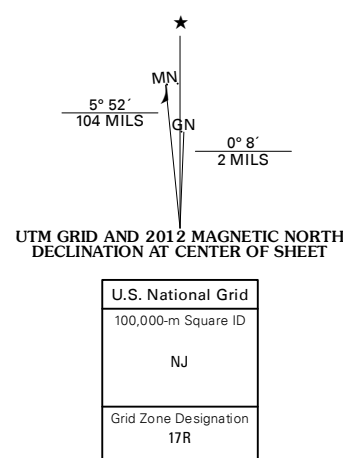 ★
MN
5° 52´
104 MILS
GN
0° 8´
2 MILS
UTM GRID AND 2012 MAGNETIC NORTH
DECLINATION AT CENTER OF SHEET
U.S. National Grid
100,000-m Square ID
NJ
Grid Zone Designation
17R